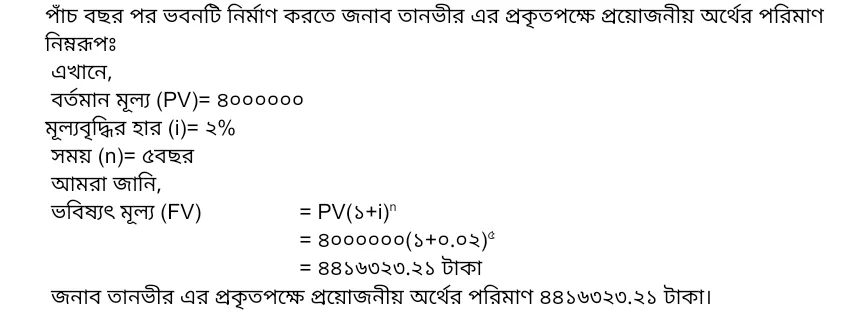 পাঁচ বছর পর ভবনটি নির্মাণ করতে জনাব তানভীর এর প্রকৃতপক্ষে প্রয়োজনীয় অর্থের পরিমাণ
নিম্নরূপঃ
এখানে,
বর্তমান মূল্য (PV)= ৪০০০০০০
মূল্যবৃদ্ধির হার (i)= ২%
সময় (n)= ৫বছর
আমরা জানি,
ভবিষ্যৎ মূল্য (FV) = PV(১+i)ⁿ
= ৪০০০০০০(১+০.০২)^৫
= ৪৪১৬৩২৩.২১ টাকা
জনাব তানভীর এর প্রকৃতপক্ষে প্রয়োজনীয় অর্থের পরিমাণ ৪৪১৬৩২৩.২১ টাকা।